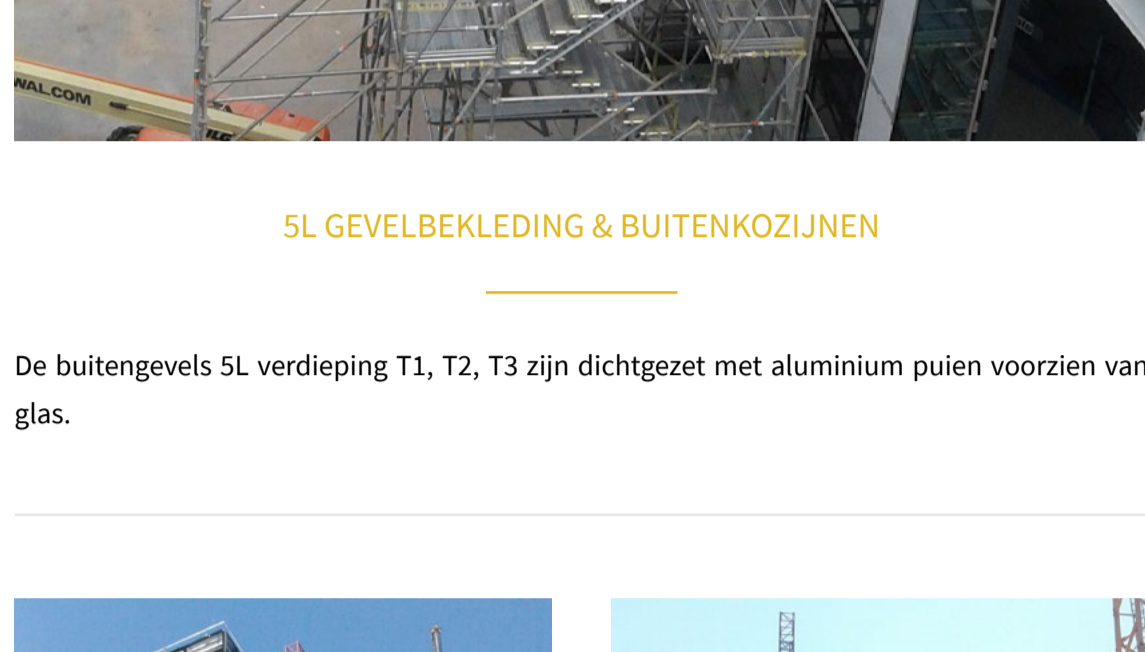 WAL.COM
JLG
5L GEVELBEKLEDING & BUITENKOZIJNEN
De buitengevels 5L verdieping T1, T2, T3 zijn dichtgezet met aluminium puien voorzien van
glas.